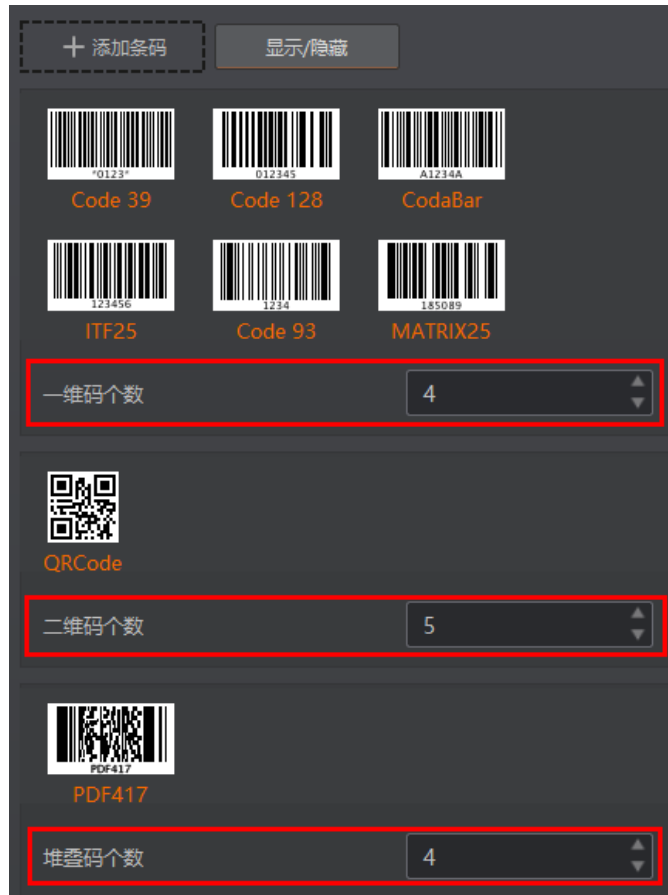 添加条码 显示/隐藏
*0123* 012345 A1234A
Code 39 Code 128 CodaBar
123456 1234 185089
ITF25 Code 93 MATRIX25
一维码个数 4
QRCode
二维码个数 5
PDF417
PDF417
堆叠码个数 4